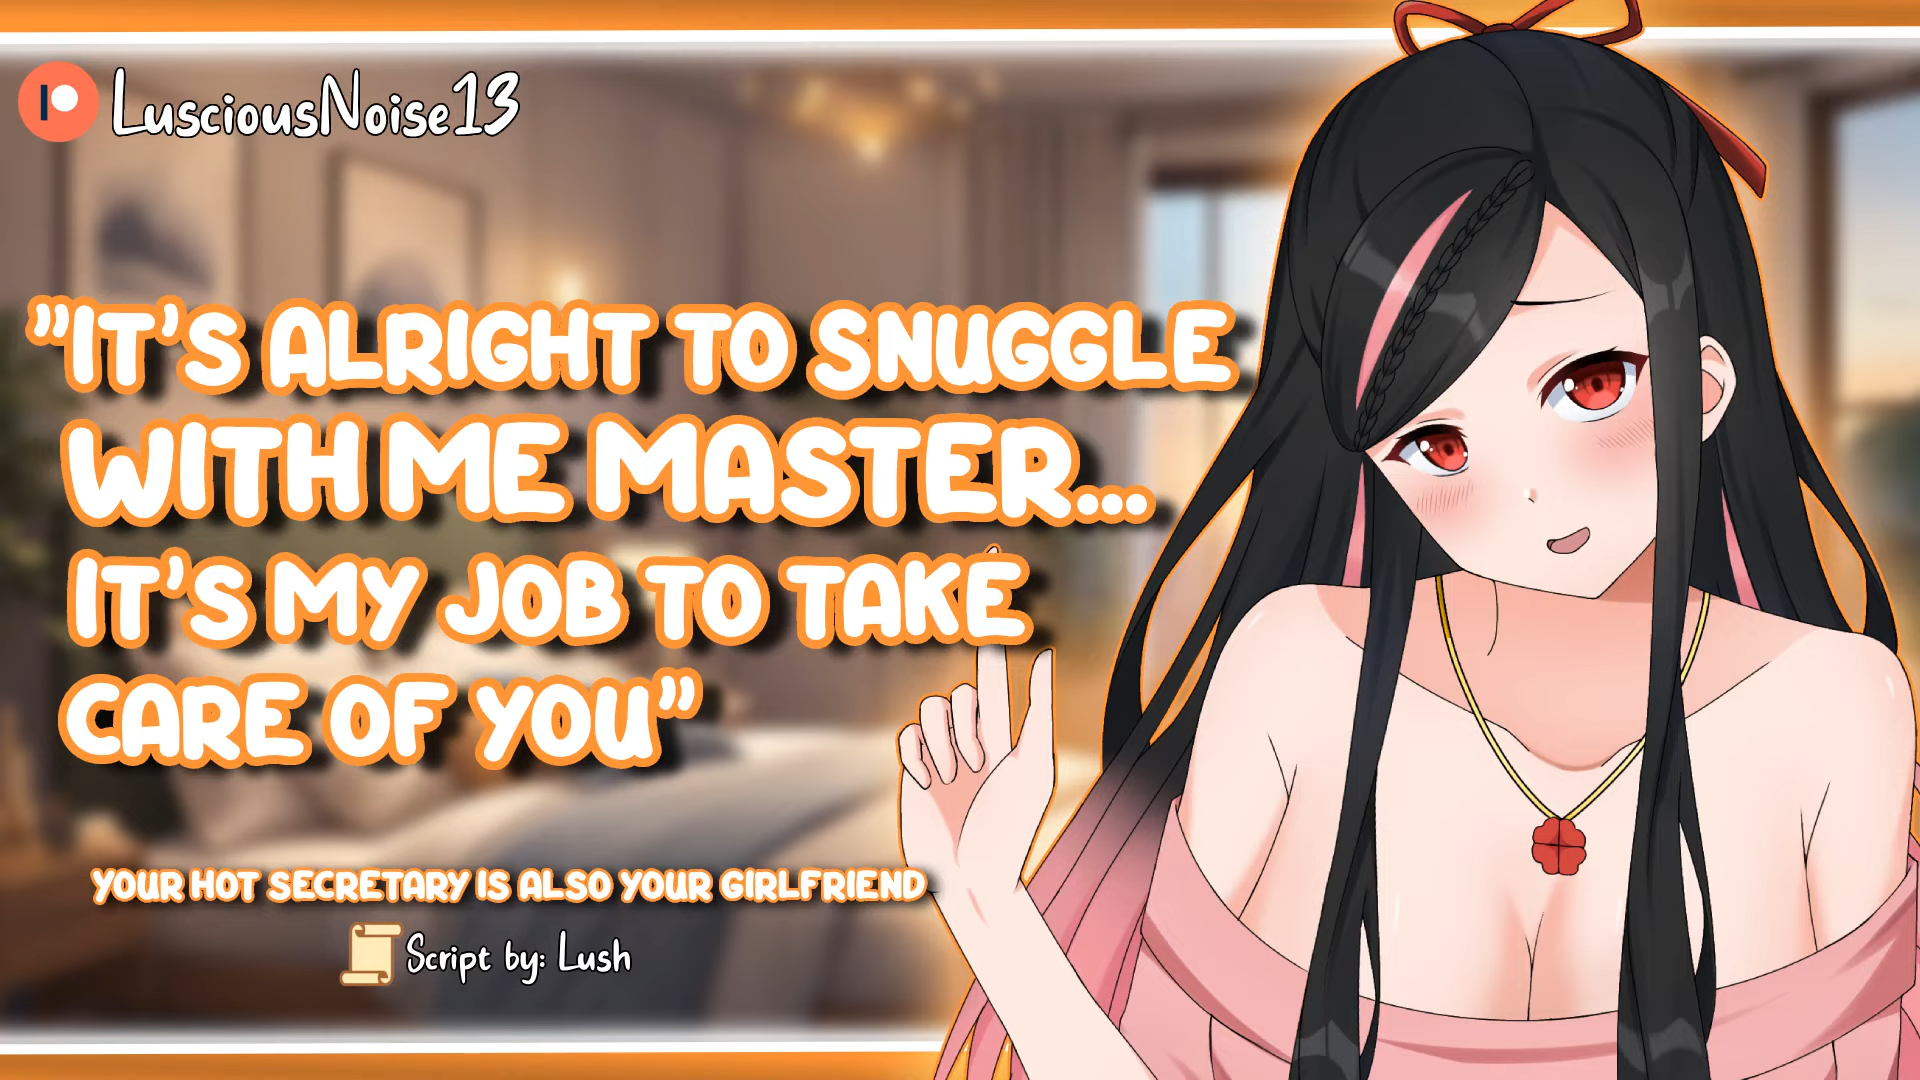 LusciousNoise13
"IT'S ALRIGHT TO SNUGGLE
WITH ME MASTER...
IT'S MY JOB TO TAKE
CARE OF YOU"
YOUR HOT SECRETARY IS ALSO YOUR GIRLFRIEND
Script by: Lush